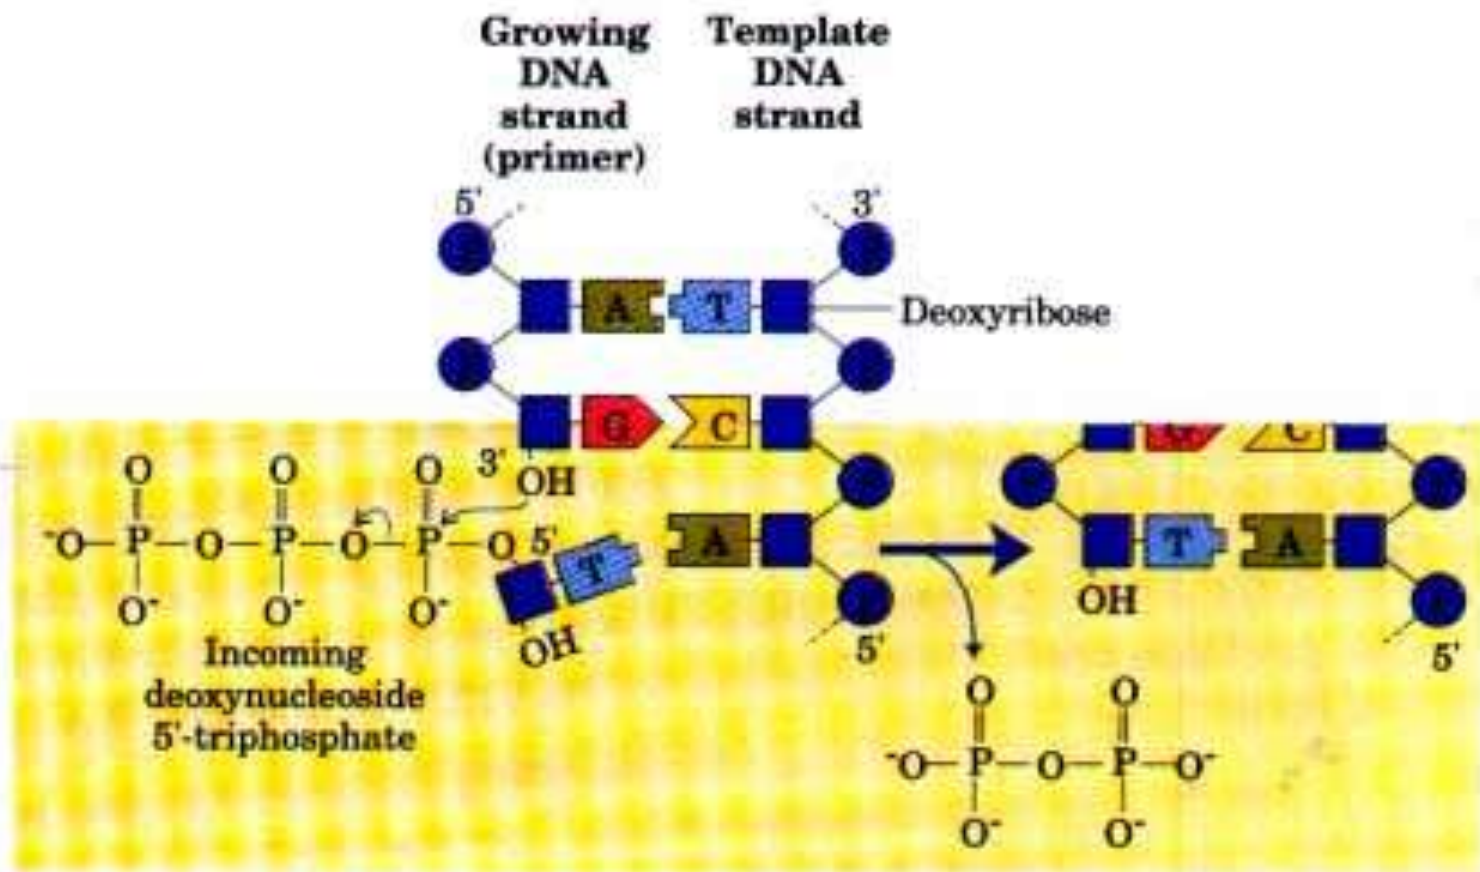 Growing
DNA
strand
(primer)
Template
DNA
strand
5'
3'
A
T
Deoxyribose
G
C
G
C
O
O
O
3'
OH
⁻O—P—O—P—O—P—O
5'
T
A
T
A
O⁻
O⁻
O⁻
OH
OH
5'
5'
Incoming
deoxynucleoside
5'-triphosphate
O
O
⁻O—P—O—P—O⁻
O⁻
O⁻